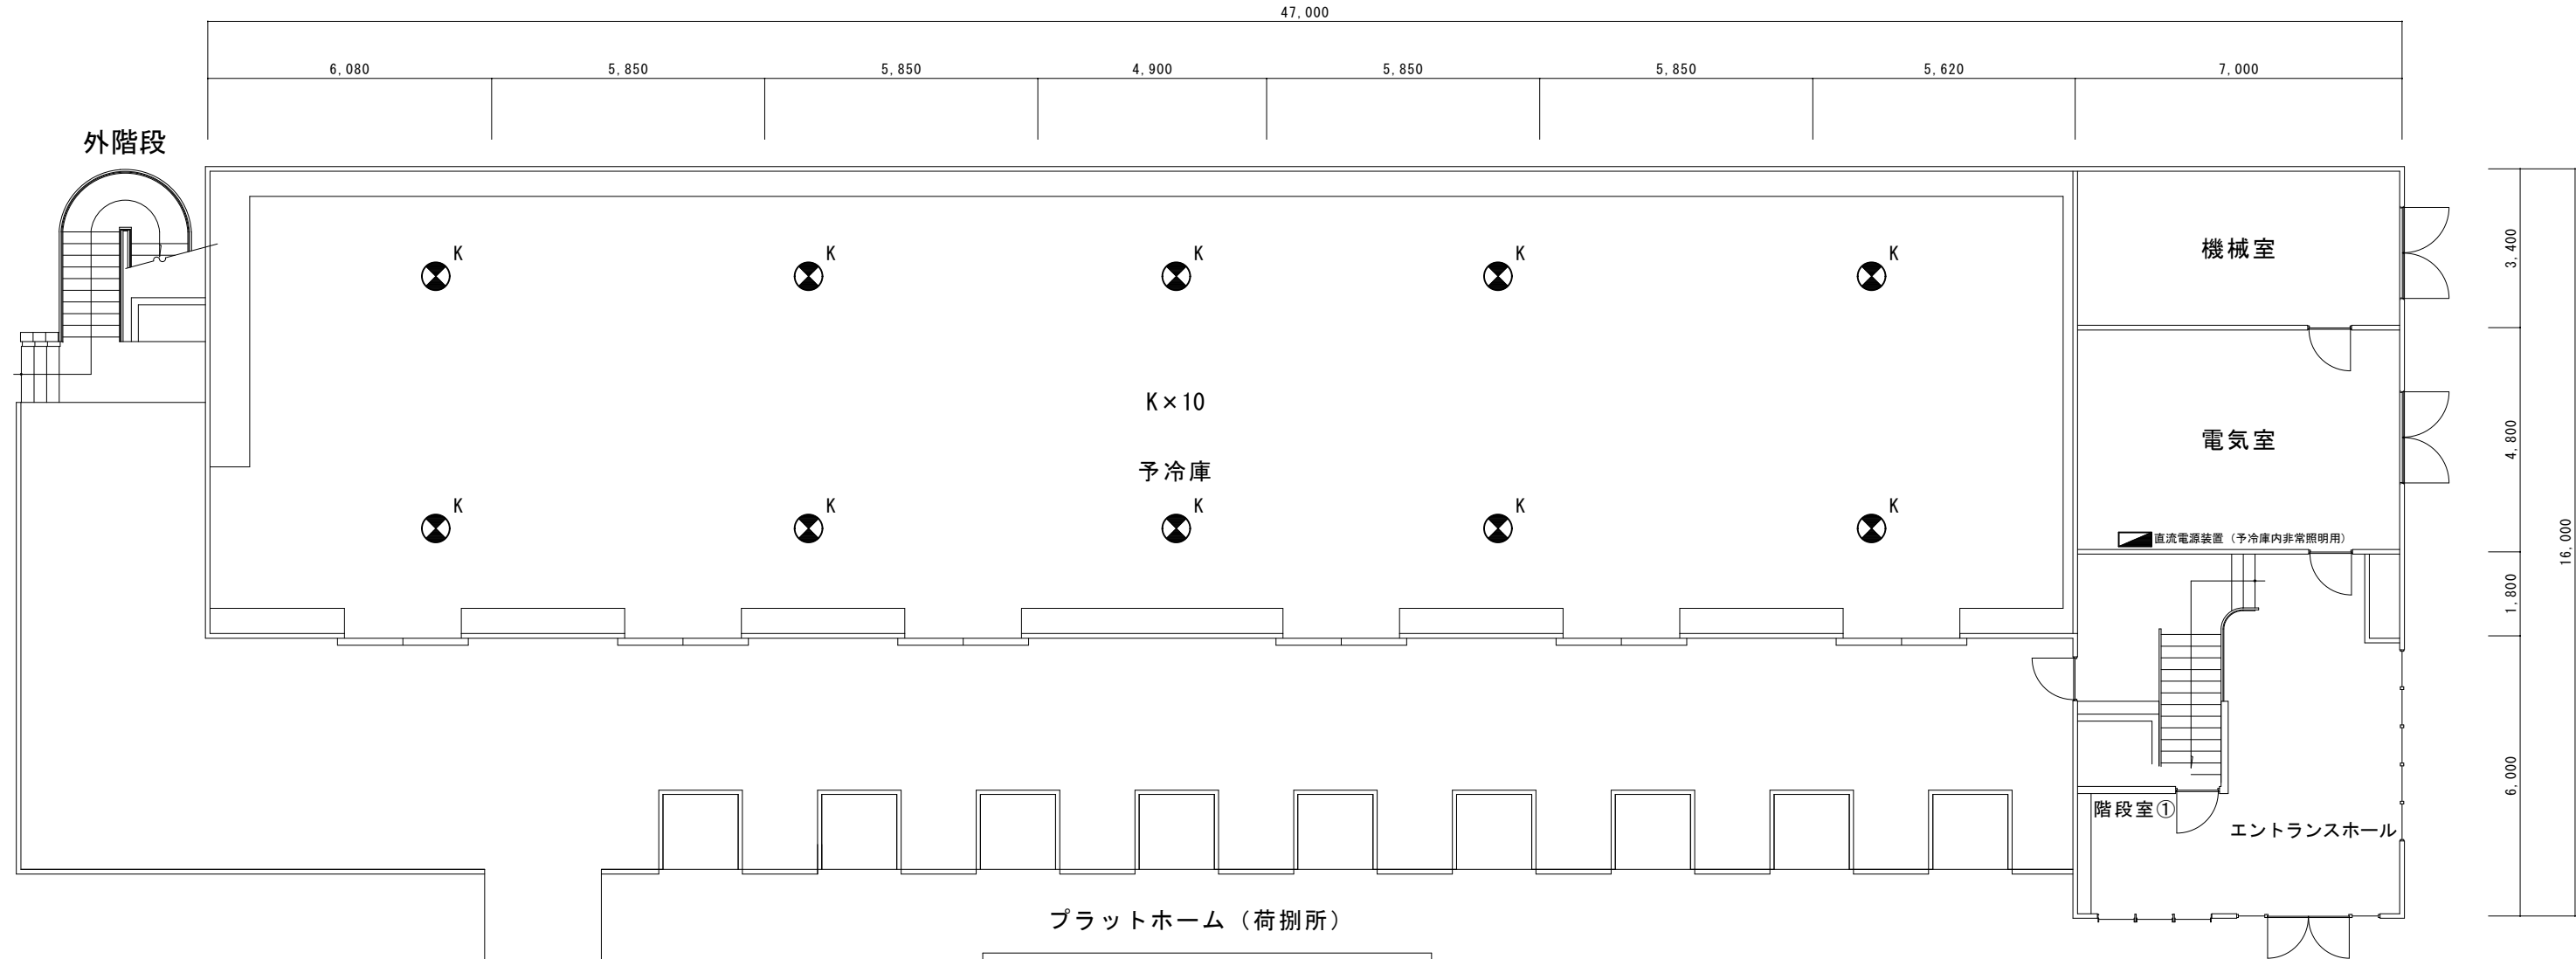 47,000
6,080
5,850
5,850
4,900
5,850
5,850
5,620
7,000
外階段
K
K
K
K
K
機械室
3,400
K×10
電気室
4,800
予冷庫
K
K
K
K
K
直流電源装置（予冷庫内非常照明用）
16,000
1,800
6,000
階段室①
エントランスホール
プラットホーム（荷捌所）